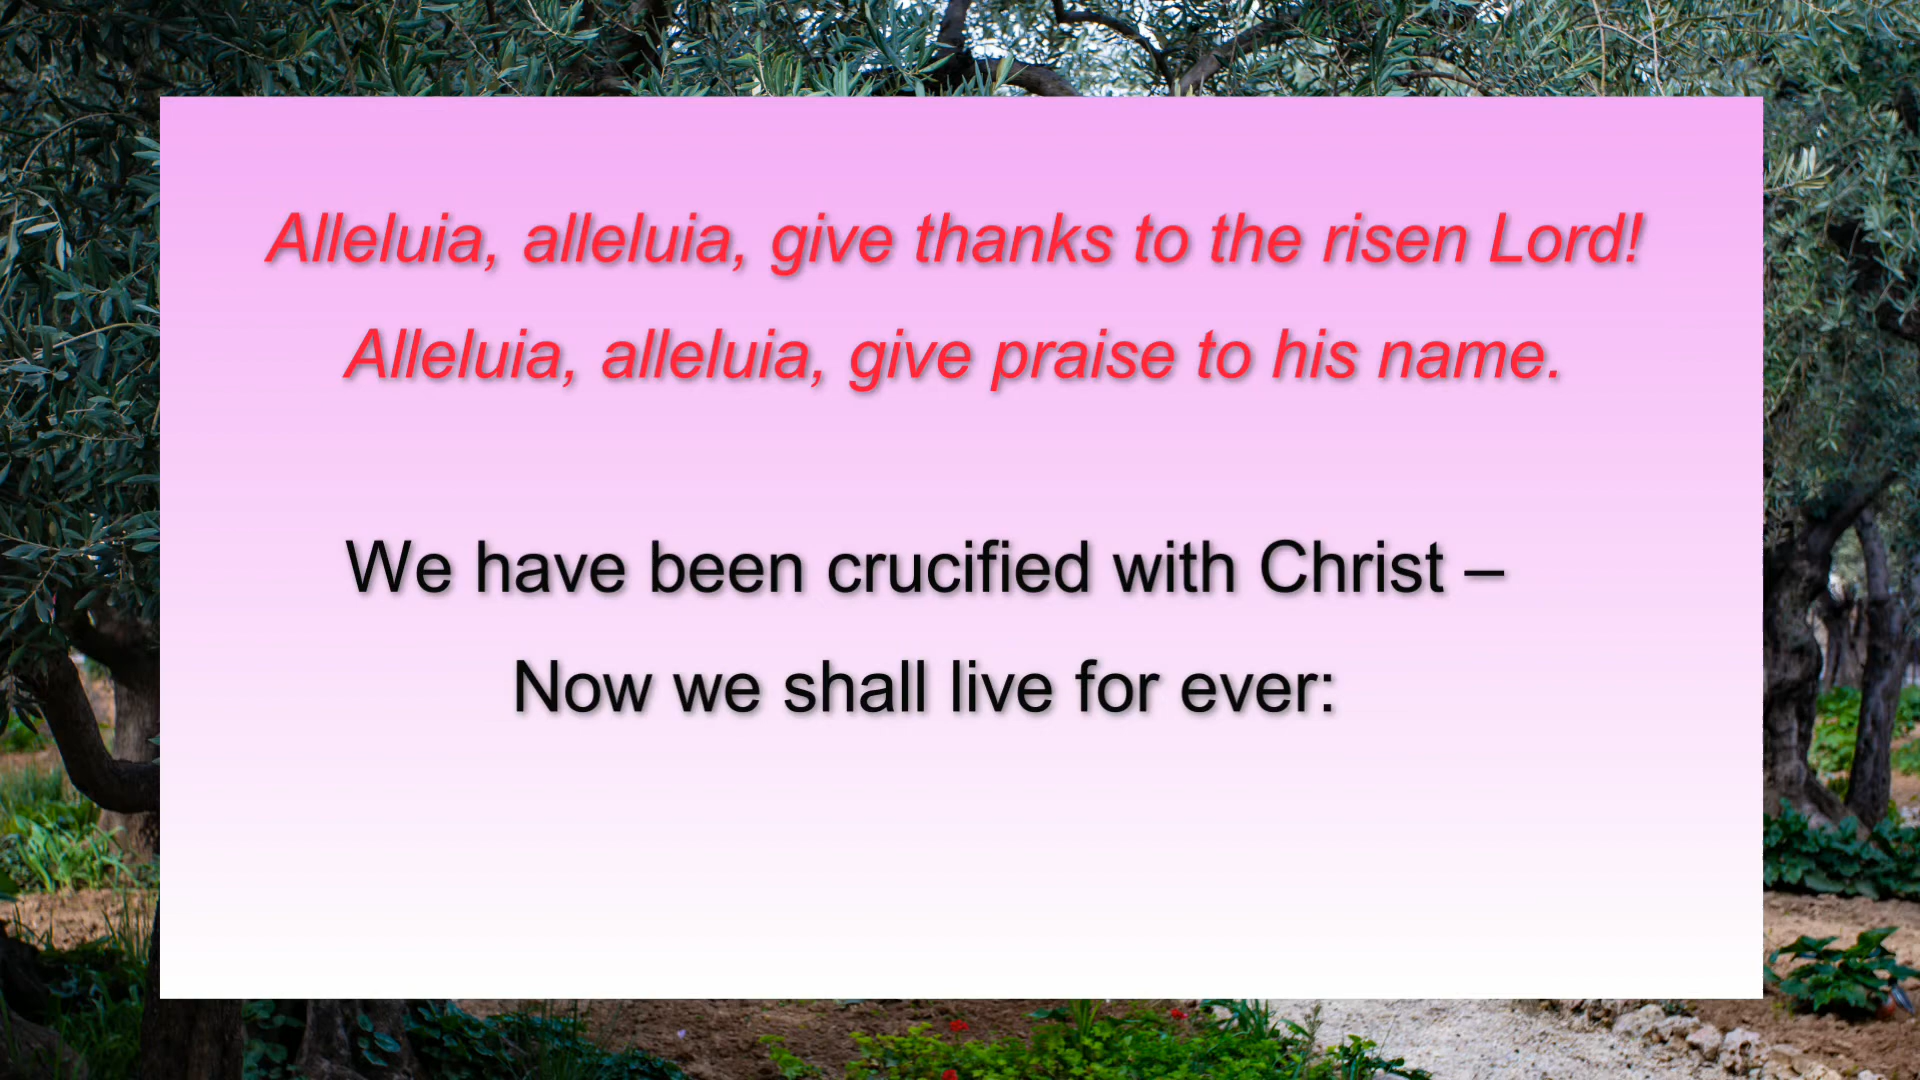 Alleluia, alleluia, give thanks to the risen Lord!
Alleluia, alleluia, give praise to his name.
We have been crucified with Christ –
Now we shall live for ever: